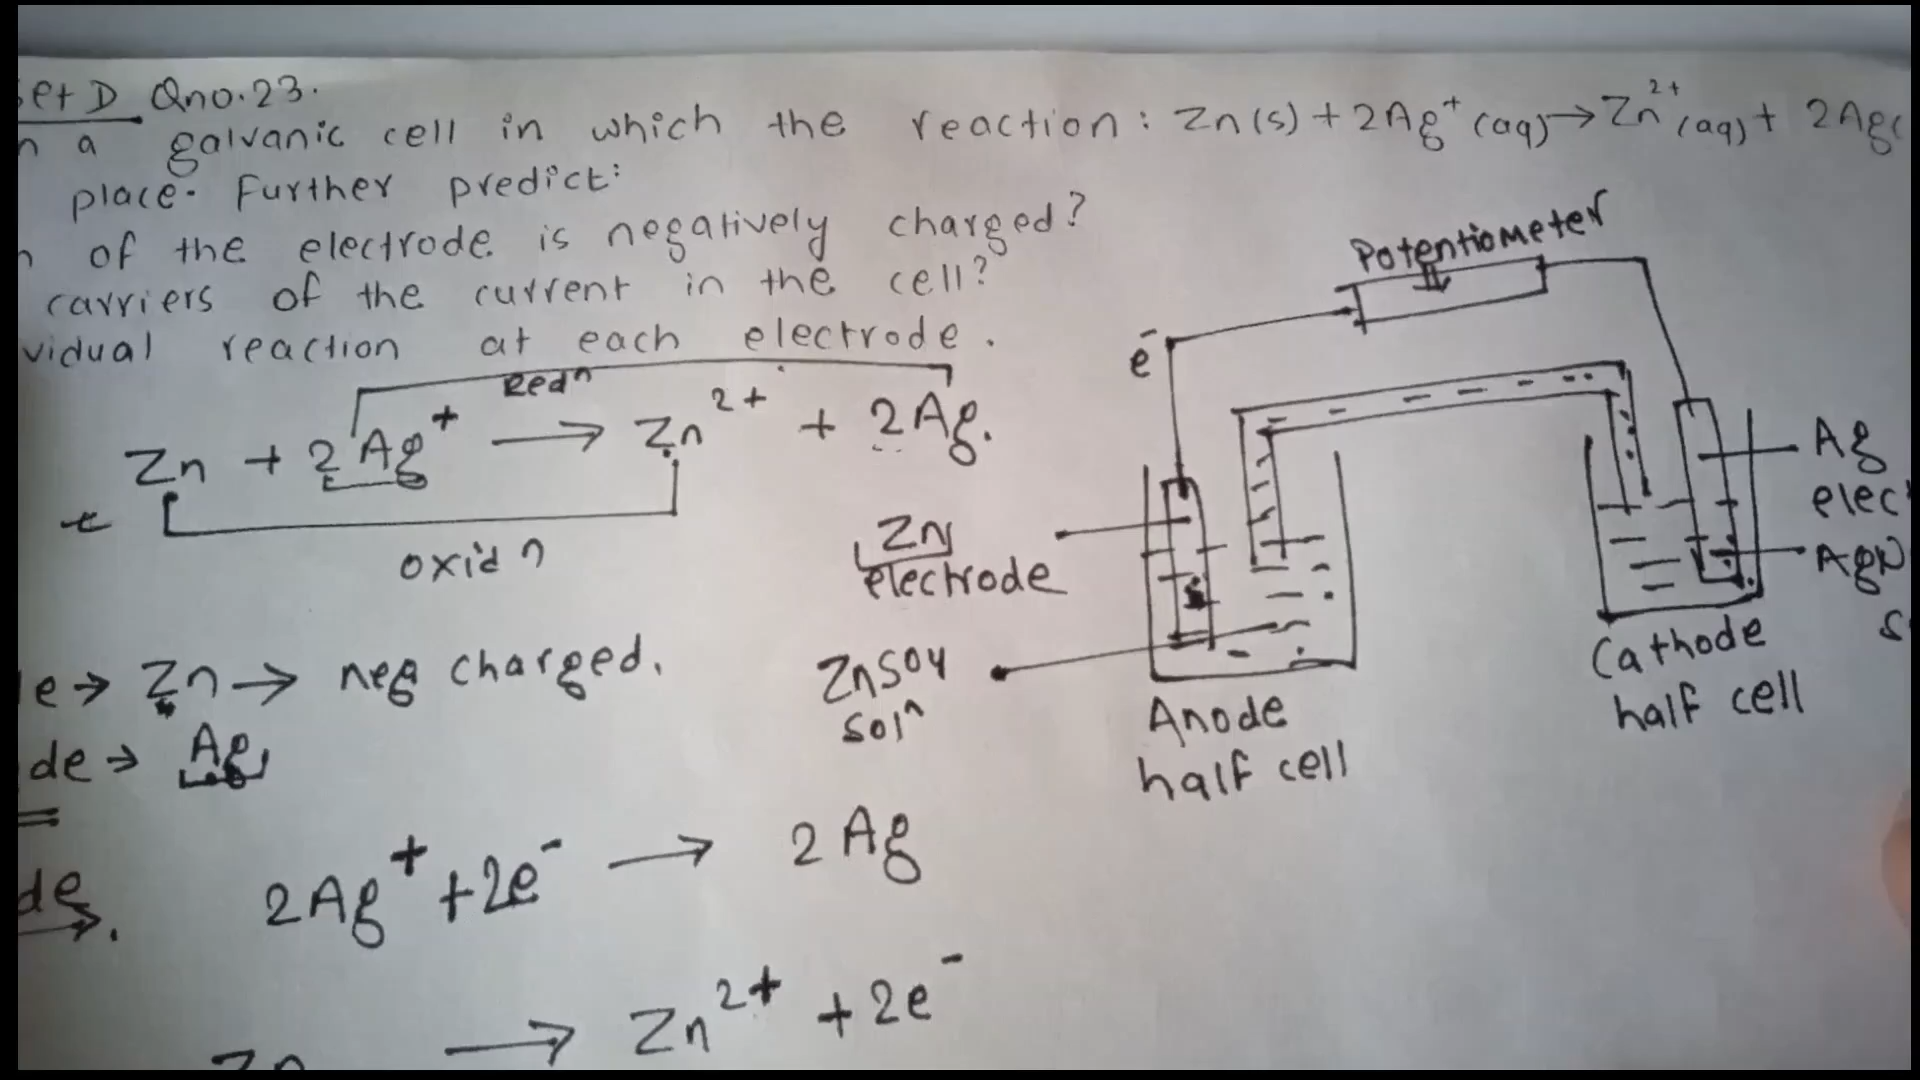 et D Qno.23.
n a galvanic cell in which the reaction: Zn(s) + 2Ag⁺(aq) → Zn²⁺(aq) + 2Ag(
place. Further predict:
of the electrode is negatively charged?
carriers of the current in the cell?
vidual reaction at each electrode.
Potentiometer
e⁻
Redⁿ
Zn + 2Ag⁺ → Zn²⁺ + 2Ag.
oxidⁿ
Zn
electrode
ZnSO4
solⁿ
Anode
half cell
Ag
elec
AgN
s
Cathode
half cell
e → Zn → neg charged.
de → Ag
de.
2Ag⁺ + 2e⁻ → 2Ag
Zn → Zn²⁺ + 2e⁻